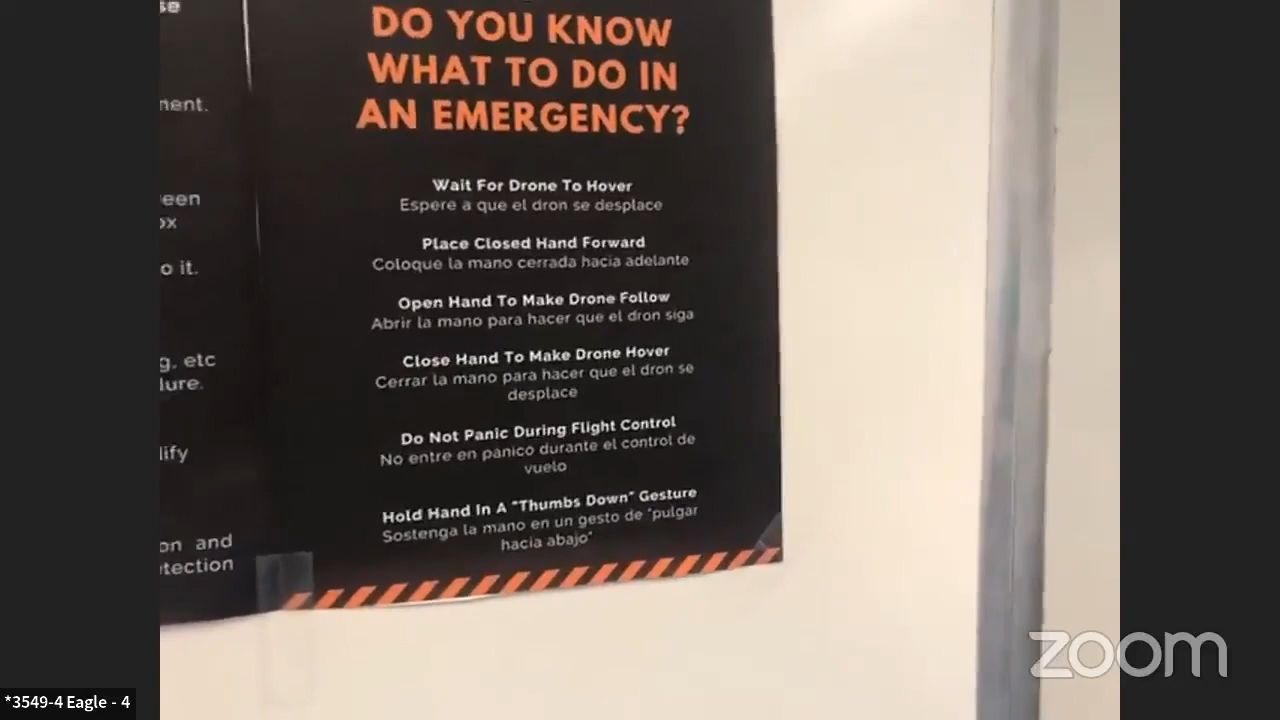 se
ment.
een
ox
o it.
g, etc
lure.
lify
on and
tection
DO YOU KNOW
WHAT TO DO IN
AN EMERGENCY?
Wait For Drone To Hover
Espere a que el dron se desplace
Place Closed Hand Forward
Coloque la mano cerrada hacia adelante
Open Hand To Make Drone Follow
Abrir la mano para hacer que el dron siga
Close Hand To Make Drone Hover
Cerrar la mano para hacer que el dron se
desplace
Do Not Panic During Flight Control
No entre en pánico durante el control de
vuelo
Hold Hand In A "Thumbs Down" Gesture
Sostenga la mano en un gesto de "pulgar
hacia abajo"
zoom
*3549-4 Eagle - 4